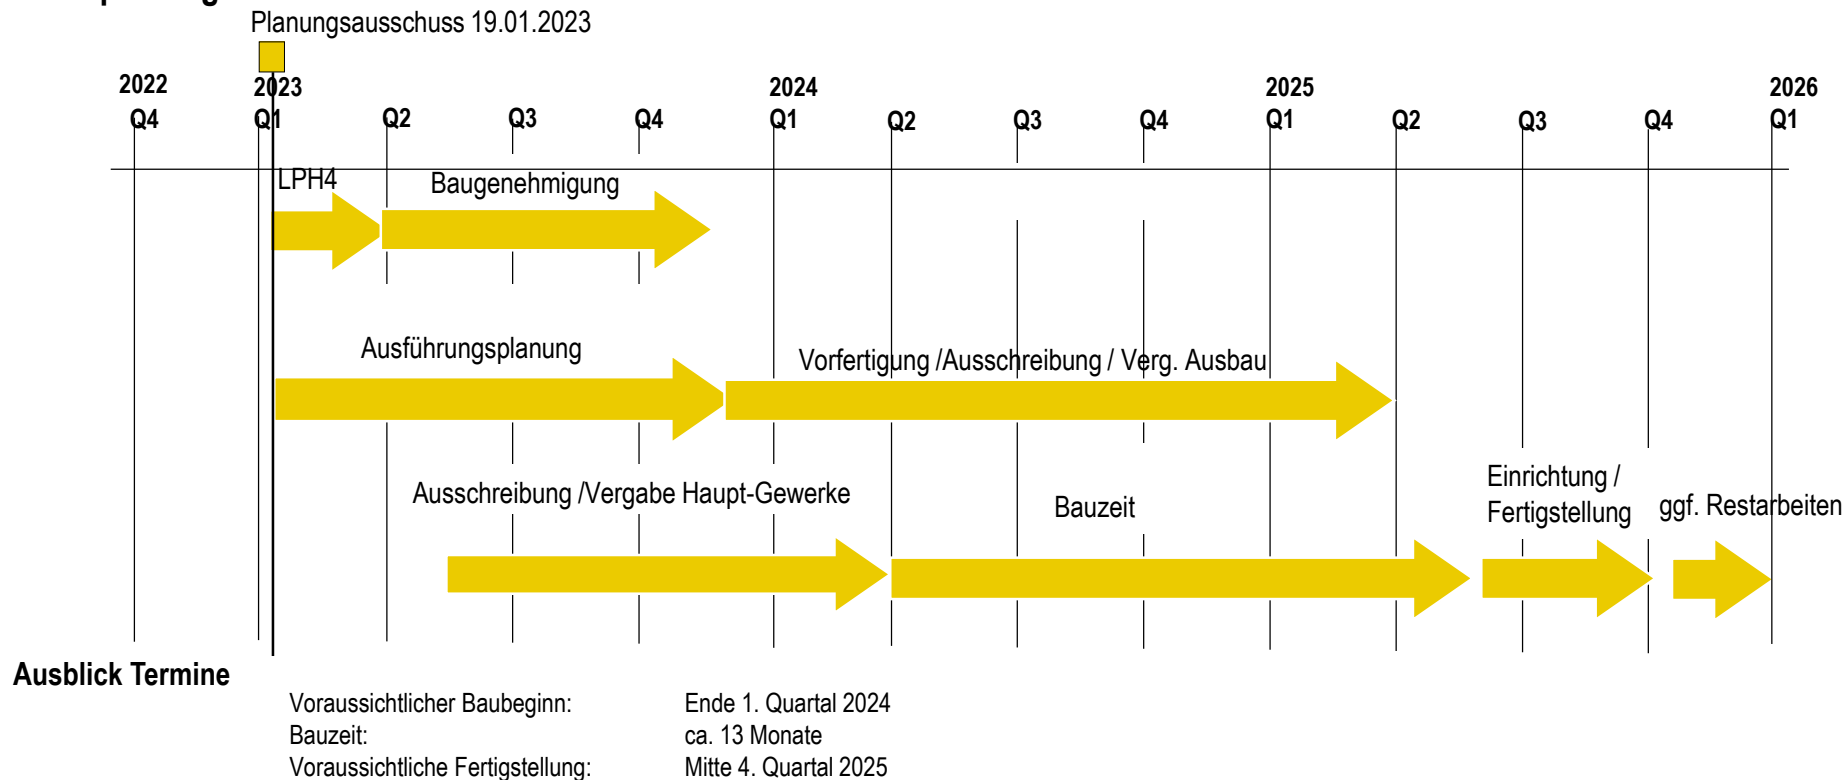 Planungsausschuss 19.01.2023
2022 2023 2024 2025 2026
Q4 Q1 Q2 Q3 Q4 Q1 Q2 Q3 Q4 Q1 Q2 Q3 Q4 Q1
LPH4 Baugenehmigung
Ausführungsplanung
Vorfertigung /Ausschreibung / Verg. Ausbau
Ausschreibung /Vergabe Haupt-Gewerke
Bauzeit
Einrichtung /
Fertigstellung
ggf. Restarbeiten
Ausblick Termine
Voraussichtlicher Baubeginn: Ende 1. Quartal 2024
Bauzeit: ca. 13 Monate
Voraussichtliche Fertigstellung: Mitte 4. Quartal 2025